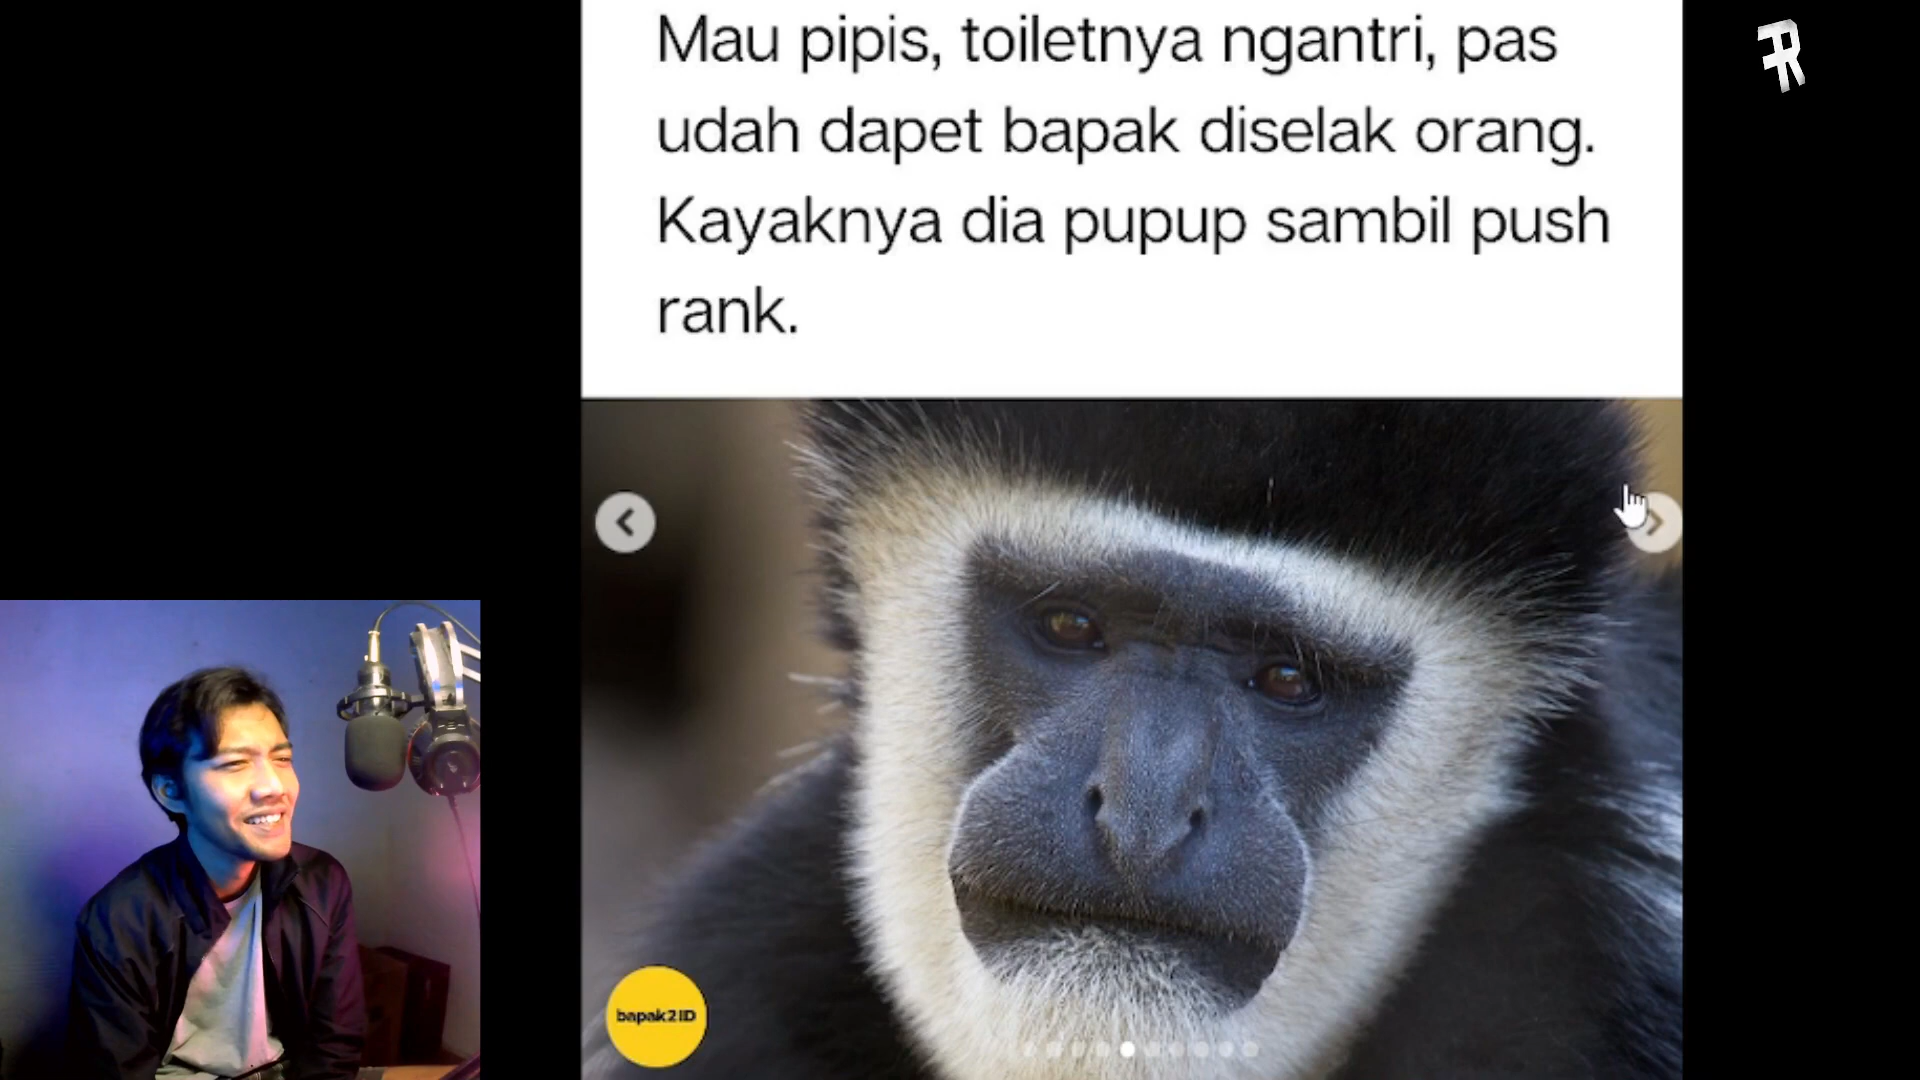 Mau pipis, toiletnya ngantri, pas
udah dapet bapak diselak orang.
Kayaknya dia pupup sambil push
rank.
bapak2ID